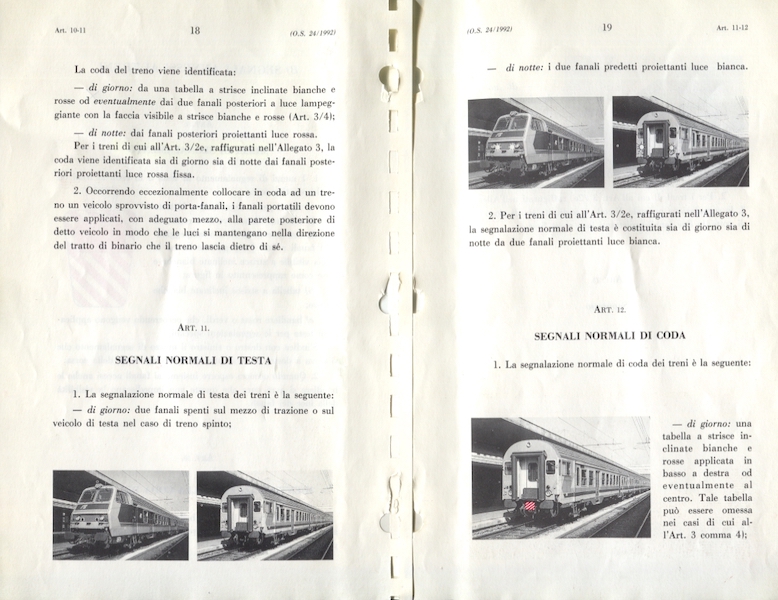 Art. 10-11
18
(O.S. 24/1992)
La coda del treno viene identificata:
— di giorno: da una tabella a strisce inclinate bianche e
rosse od eventualmente dai due fanali posteriori a luce lampeg-
giante con la faccia visibile a strisce bianche e rosse (Art. 3/4);
— di notte: dai fanali posteriori proiettanti luce rossa.
Per i treni di cui all'Art. 3/2e, raffigurati nell'Allegato 3, la
coda viene identificata sia di giorno sia di notte dai fanali poste-
riori proiettanti luce rossa fissa.
2. Occorrendo eccezionalmente collocare in coda ad un tre-
no un veicolo sprovvisto di porta-fanali, i fanali portatili devono
essere applicati, con adeguato mezzo, alla parete posteriore di
detto veicolo in modo che le luci si mantengano nella direzione
del tratto di binario che il treno lascia dietro di sé.
ART. 11.
SEGNALI NORMALI DI TESTA
1. La segnalazione normale di testa dei treni è la seguente:
— di giorno: due fanali spenti sul mezzo di trazione o sul
veicolo di testa nel caso di treno spinto;
(O.S. 24/1992)
19
Art. 11-12
— di notte: i due fanali predetti proiettanti luce bianca.
2. Per i treni di cui all'Art. 3/2e, raffigurati nell'Allegato 3,
la segnalazione normale di testa è costituita sia di giorno sia di
notte da due fanali proiettanti luce bianca.
ART. 12.
SEGNALI NORMALI DI CODA
1. La segnalazione normale di coda dei treni è la seguente:
— di giorno: una
tabella a strisce in-
clinate bianche e
rosse applicata in
basso a destra od
eventualmente al
centro. Tale tabella
può essere omessa
nei casi di cui al-
l'Art. 3 comma 4);